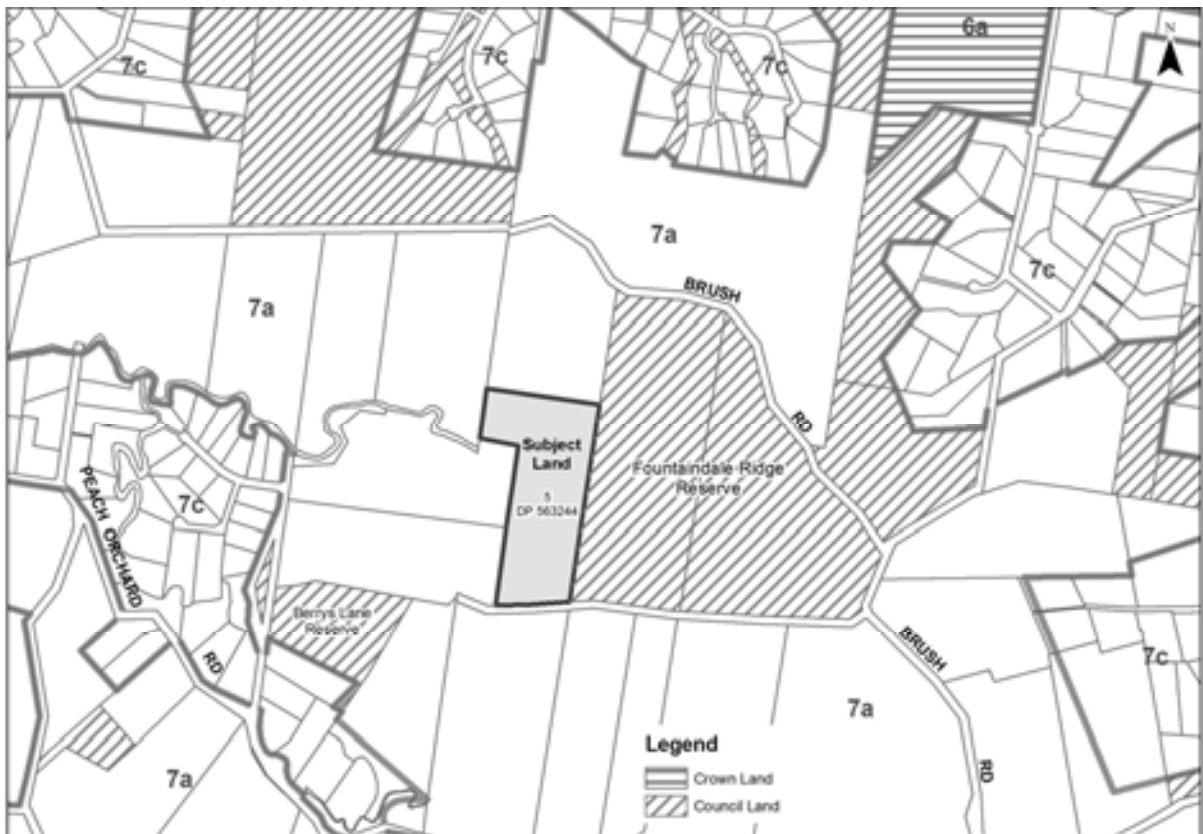 6a
N
7c
7c
7c
7a
BRUSH
7c
7a
RD
Subject
Land
5
DP 563244
Fountaindale Ridge
Reserve
PEACH ORCHARD
7c
Berrys Lane
Reserve
RD
BRUSH
7c
7a
7a
RD
Legend
Crown Land
Council Land